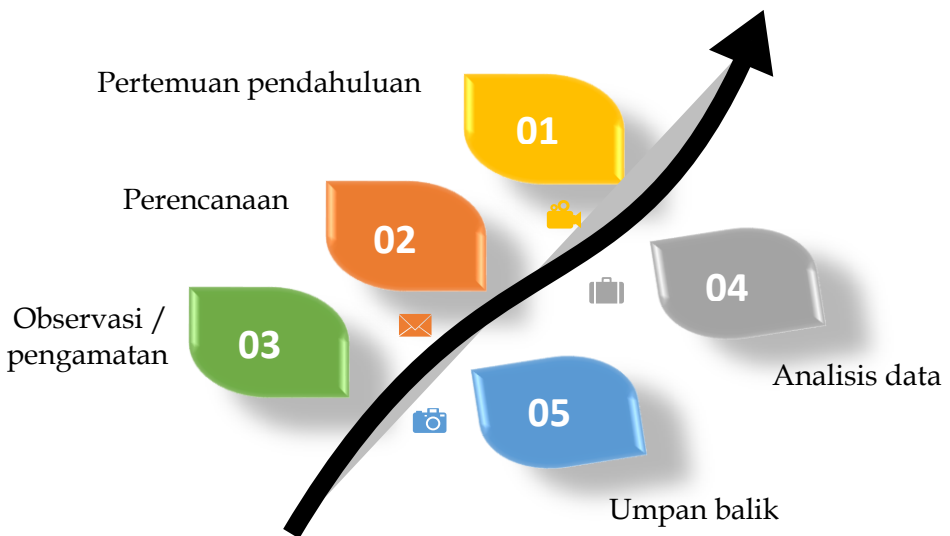 Pertemuan pendahuluan
01
Perencanaan
02
Observasi /
pengamatan
03
04
Analisis data
05
Umpan balik